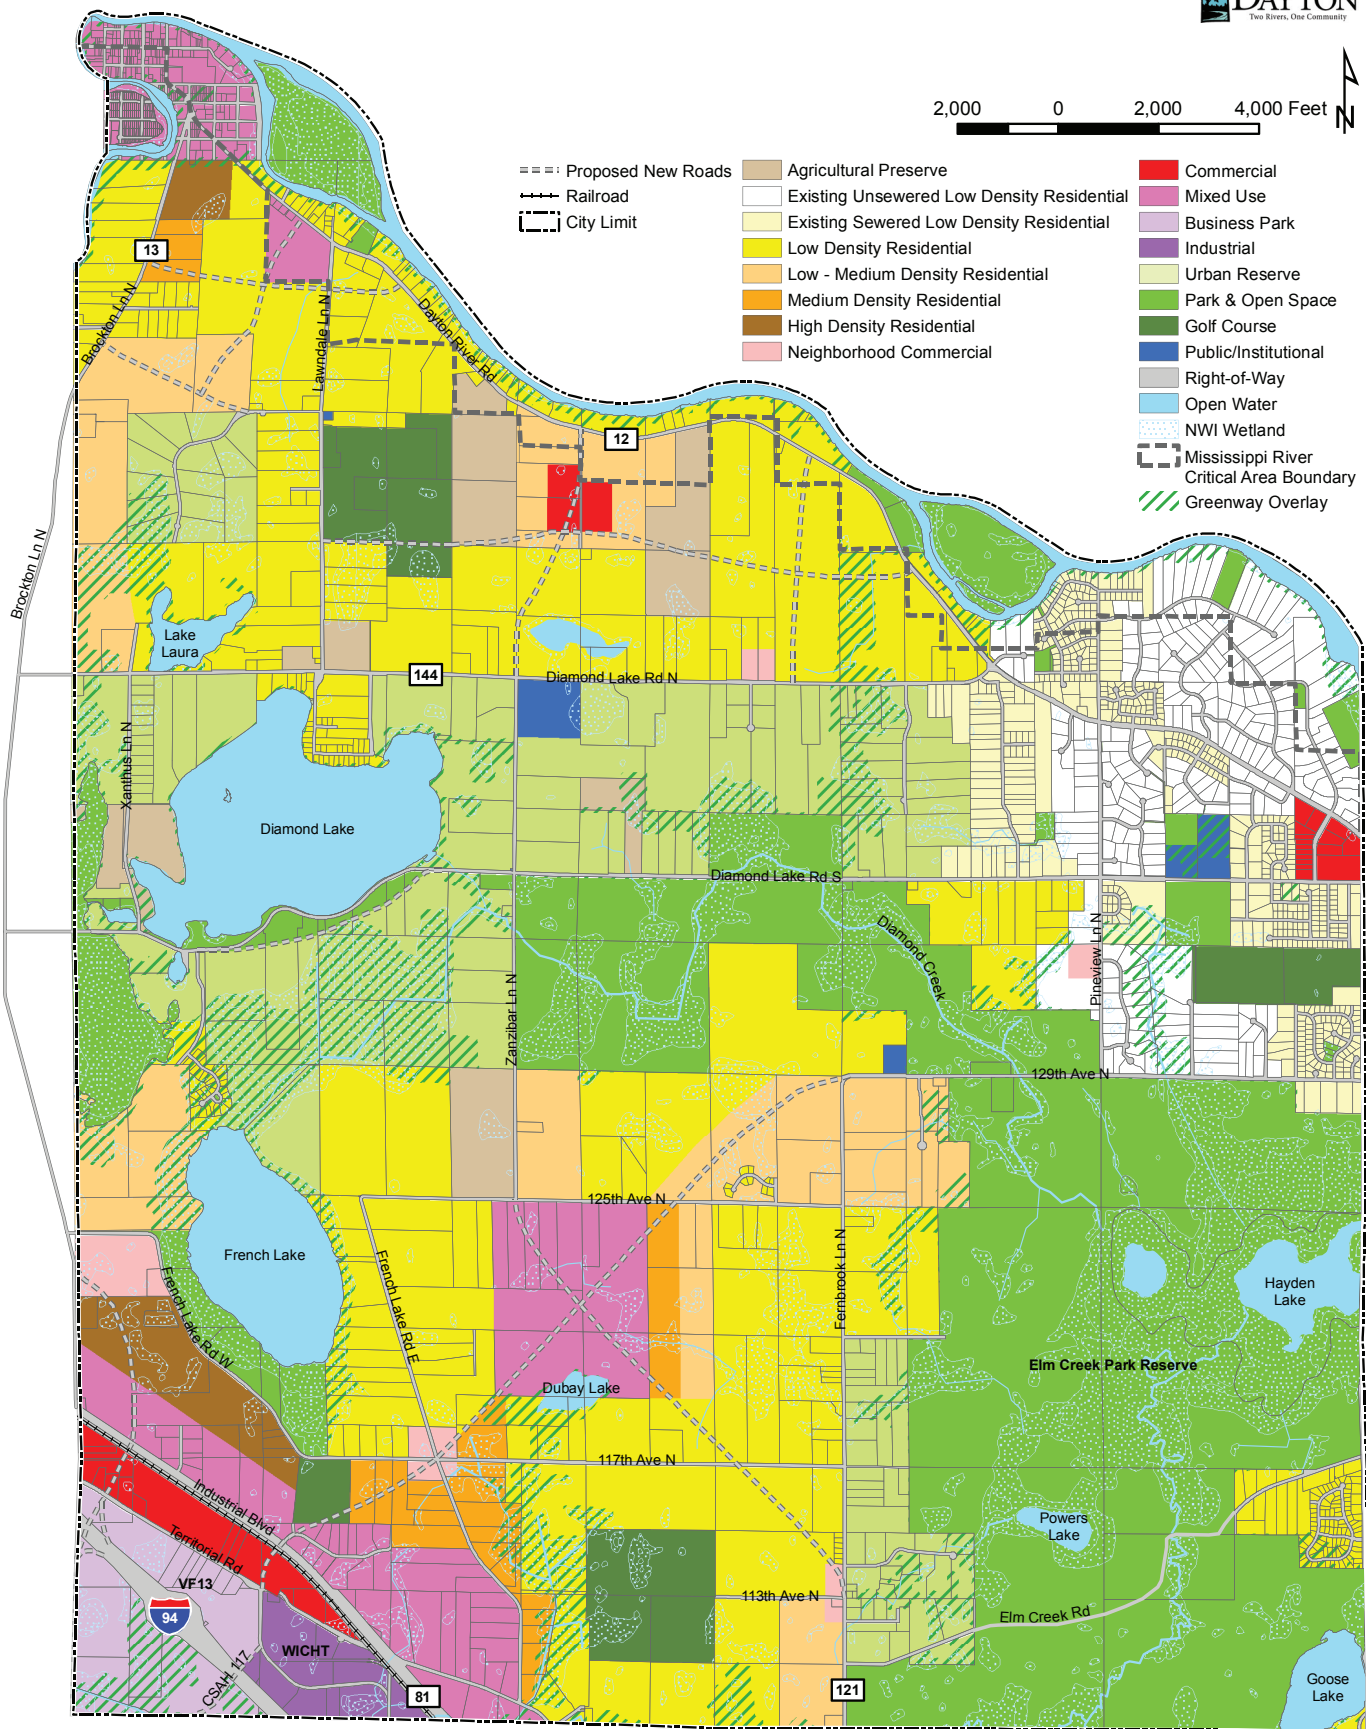 DAYTON
Two Rivers, One Community
2,000 0 2,000 4,000 Feet
N
Proposed New Roads
Railroad
City Limit
Agricultural Preserve
Existing Unsewered Low Density Residential
Existing Sewered Low Density Residential
Low Density Residential
Low - Medium Density Residential
Medium Density Residential
High Density Residential
Neighborhood Commercial
Commercial
Mixed Use
Business Park
Industrial
Urban Reserve
Park & Open Space
Golf Course
Public/Institutional
Right-of-Way
Open Water
NWI Wetland
Mississippi River
Critical Area Boundary
Greenway Overlay
13
Brockton Ln N
Lawndale Ln N
Dayton River Rd
12
Brockton Ln N
Lake
Laura
144
Diamond Lake Rd N
Xanthus Ln N
Diamond Lake
Diamond Lake Rd S
Diamond Creek
Pineview Ln N
Zanzibar Ln N
129th Ave N
125th Ave N
French Lake
French Lake Rd W
French Lake Rd E
Fernbrook Ln N
Hayden
Lake
Elm Creek Park Reserve
Dubay Lake
117th Ave N
Industrial Blvd
Territorial Rd
Powers
Lake
VF13
94
113th Ave N
Elm Creek Rd
WICHT
CSAH 117
81
121
Goose
Lake